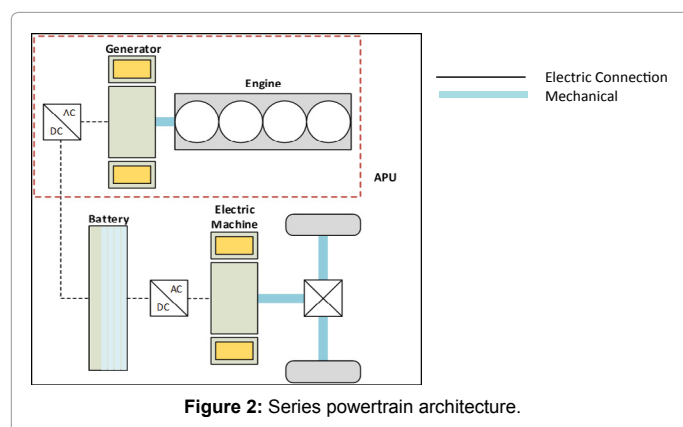 Generator
Engine
AC
DC
APU
Electric Connection
Mechanical
Battery
Electric
Machine
AC
DC
Figure 2: Series powertrain architecture.